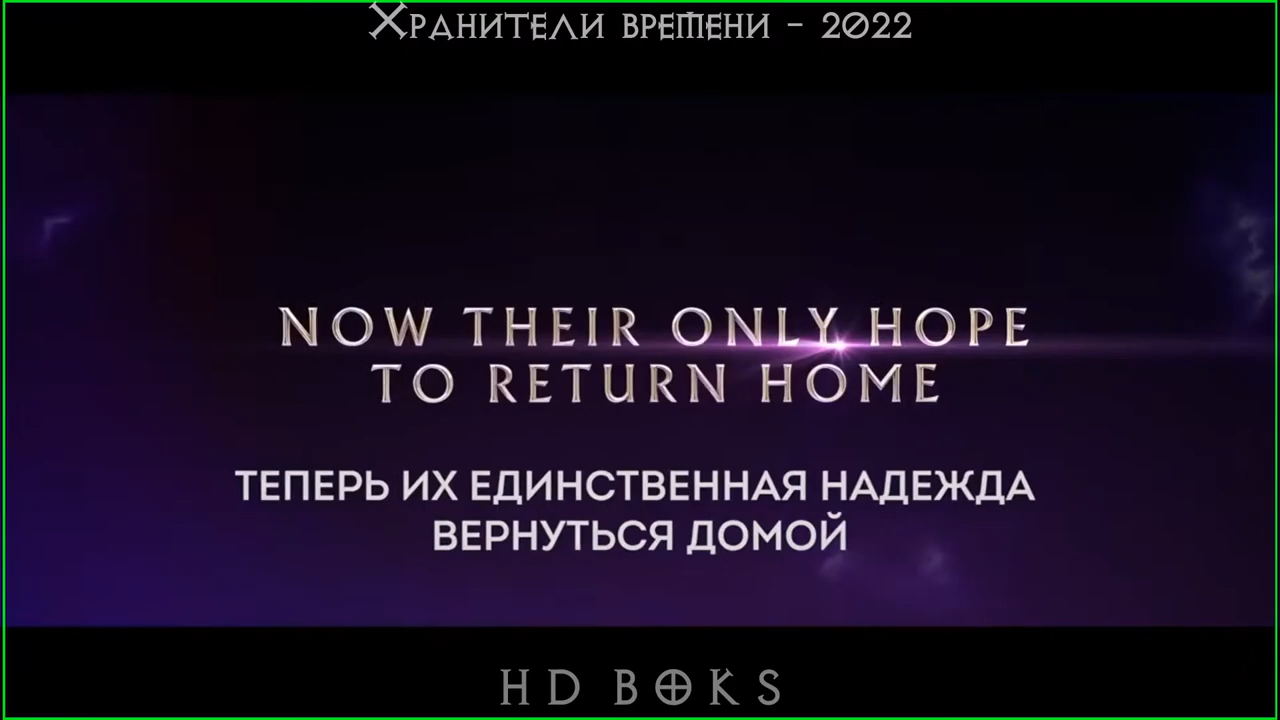 Хранители времени - 2022
NOW THEIR ONLY HOPE
TO RETURN HOME
ТЕПЕРЬ ИХ ЕДИНСТВЕННАЯ НАДЕЖДА
ВЕРНУТЬСЯ ДОМОЙ
HD BOKS